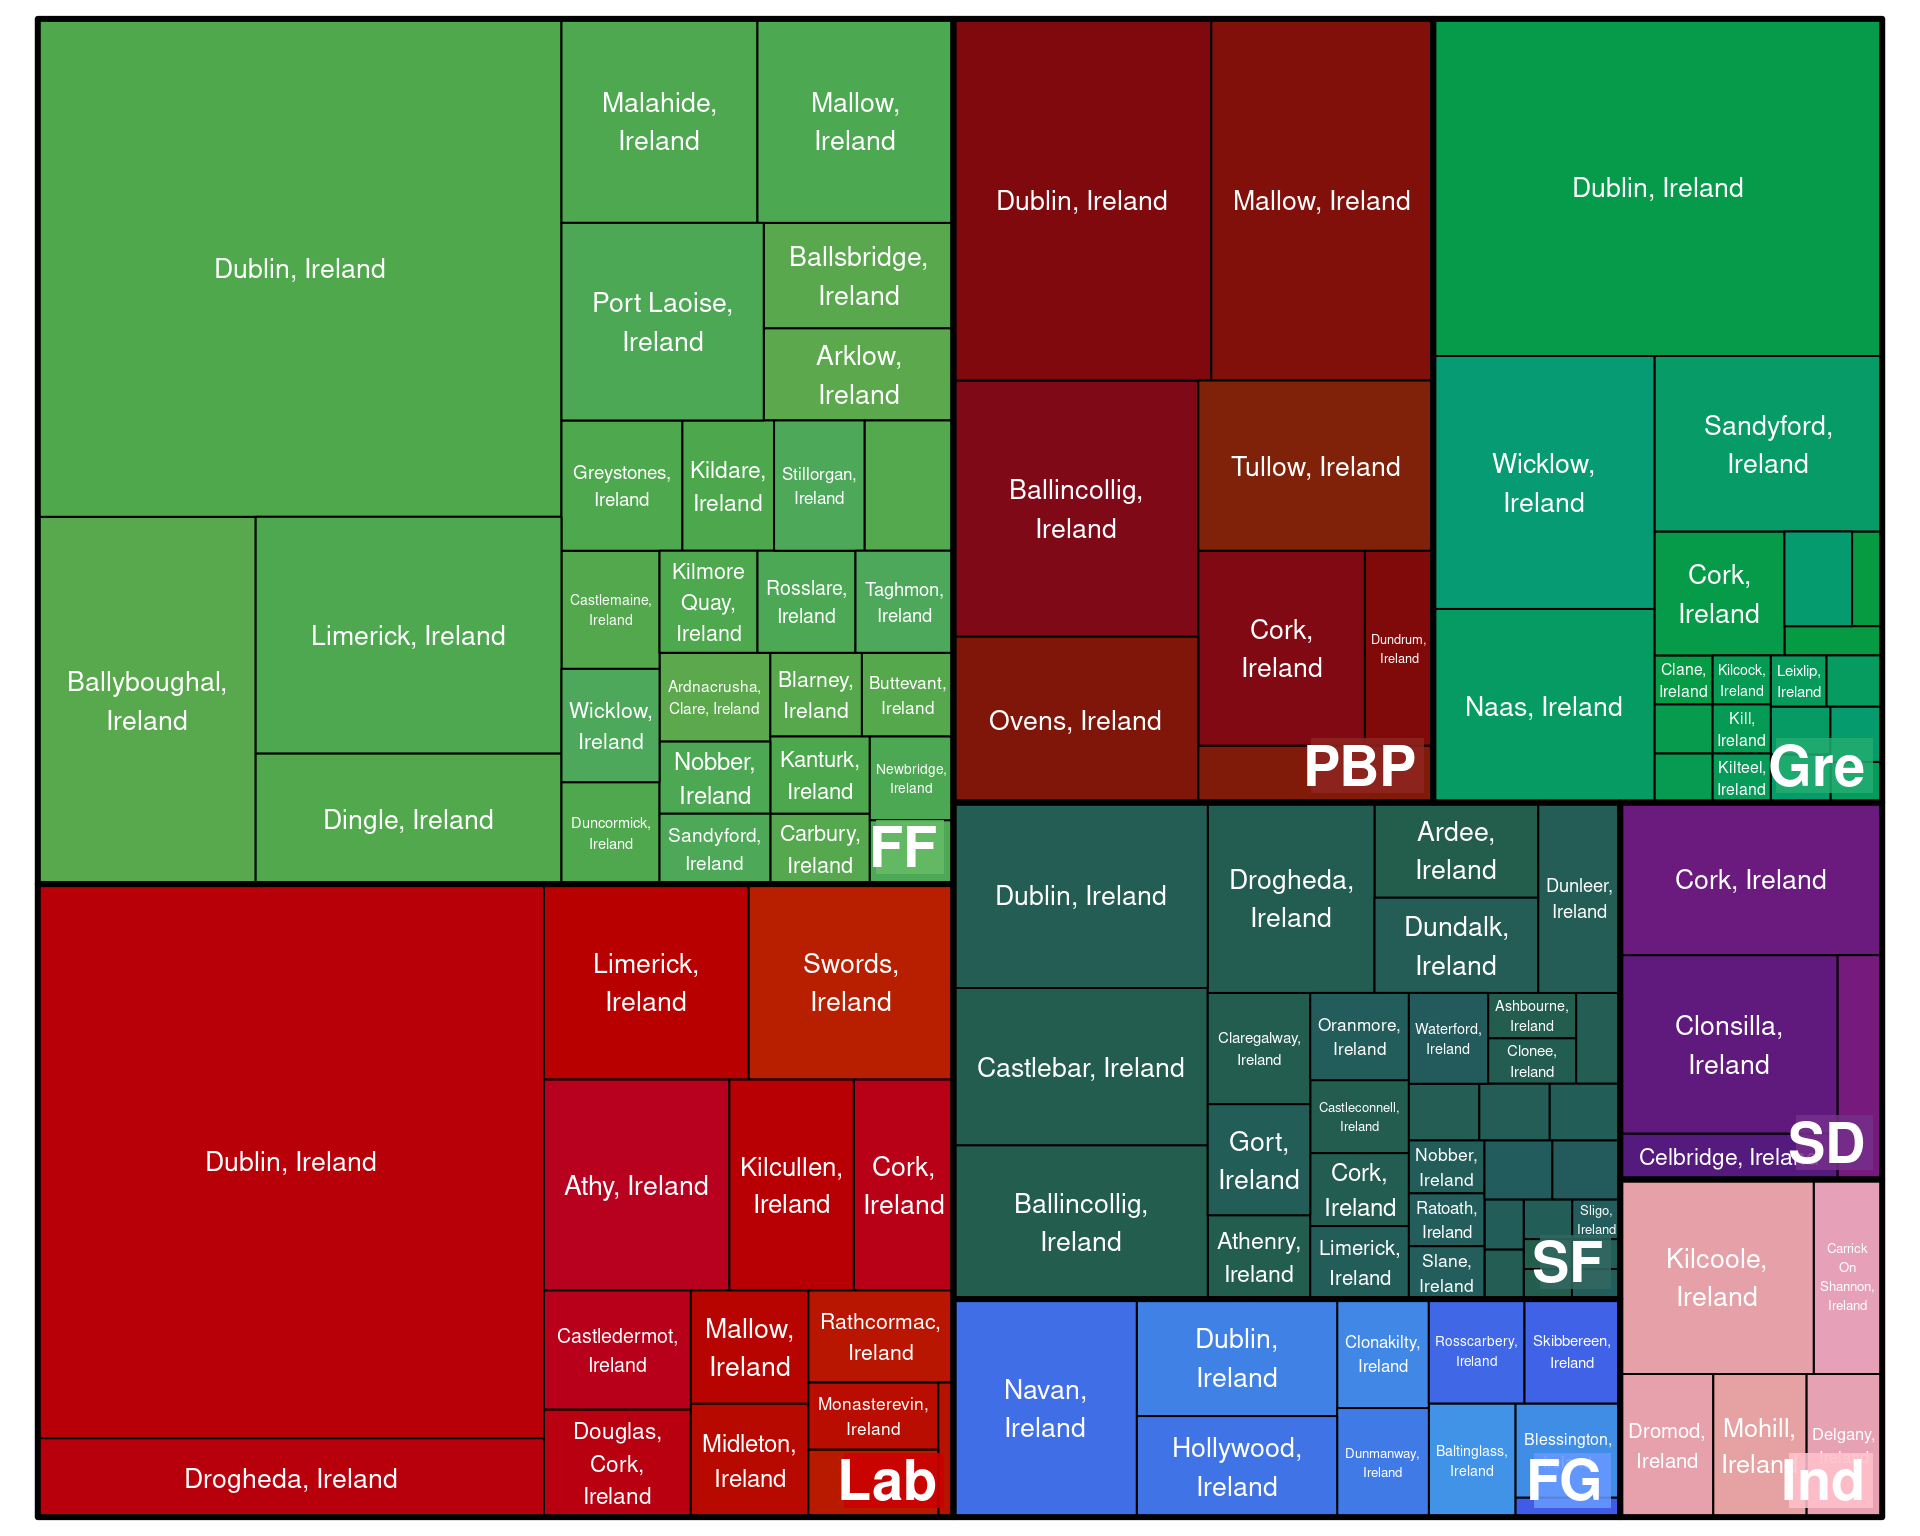 Dublin, Ireland
Malahide,
Ireland
Mallow,
Ireland
Port Laoise,
Ireland
Ballsbridge,
Ireland
Arklow,
Ireland
Greystones,
Ireland
Kildare,
Ireland
Stillorgan,
Ireland
Ballyboughal,
Ireland
Limerick, Ireland
Dingle, Ireland
Castlemaine,
Ireland
Kilmore
Quay,
Ireland
Rosslare,
Ireland
Taghmon,
Ireland
Wicklow,
Ireland
Ardnacrusha,
Clare, Ireland
Blarney,
Ireland
Buttevant,
Ireland
Duncormick,
Ireland
Nobber,
Ireland
Kanturk,
Ireland
Newbridge,
Ireland
Sandyford,
Ireland
Carbury,
Ireland
FF
Dublin, Ireland
Mallow, Ireland
Ballincollig,
Ireland
Tullow, Ireland
Ovens, Ireland
Cork,
Ireland
Dundrum,
Ireland
PBP
Dublin, Ireland
Wicklow,
Ireland
Sandyford,
Ireland
Naas, Ireland
Cork,
Ireland
Clane,
Ireland
Kilcock,
Ireland
Leixlip,
Ireland
Kill,
Ireland
Kilteel,
Ireland
Gre
Dublin, Ireland
Drogheda, Ireland
Limerick,
Ireland
Swords,
Ireland
Athy, Ireland
Kilcullen,
Ireland
Cork,
Ireland
Castledermot,
Ireland
Mallow,
Ireland
Rathcormac,
Ireland
Monasterevin,
Ireland
Douglas,
Cork,
Ireland
Midleton,
Ireland
Lab
Dublin, Ireland
Castlebar, Ireland
Ballincollig,
Ireland
Drogheda,
Ireland
Ardee,
Ireland
Dundalk,
Ireland
Dunleer,
Ireland
Claregalway,
Ireland
Oranmore,
Ireland
Waterford,
Ireland
Ashbourne,
Ireland
Clonee,
Ireland
Gort,
Ireland
Castleconnell,
Ireland
Cork,
Ireland
Nobber,
Ireland
Athenry,
Ireland
Limerick,
Ireland
Ratoath,
Ireland
Slane,
Ireland
Sligo,
Ireland
SF
Cork, Ireland
Clonsilla,
Ireland
Celbridge, Ireland
SD
Navan,
Ireland
Dublin,
Ireland
Hollywood,
Ireland
Clonakilty,
Ireland
Dunmanway,
Ireland
Rosscarbery,
Ireland
Skibbereen,
Ireland
Baltinglass,
Ireland
Blessington,
FG
Kilcoole,
Ireland
Carrick
On
Shannon,
Ireland
Dromod,
Ireland
Mohill,
Ireland
Delgany,
Ireland
Ind